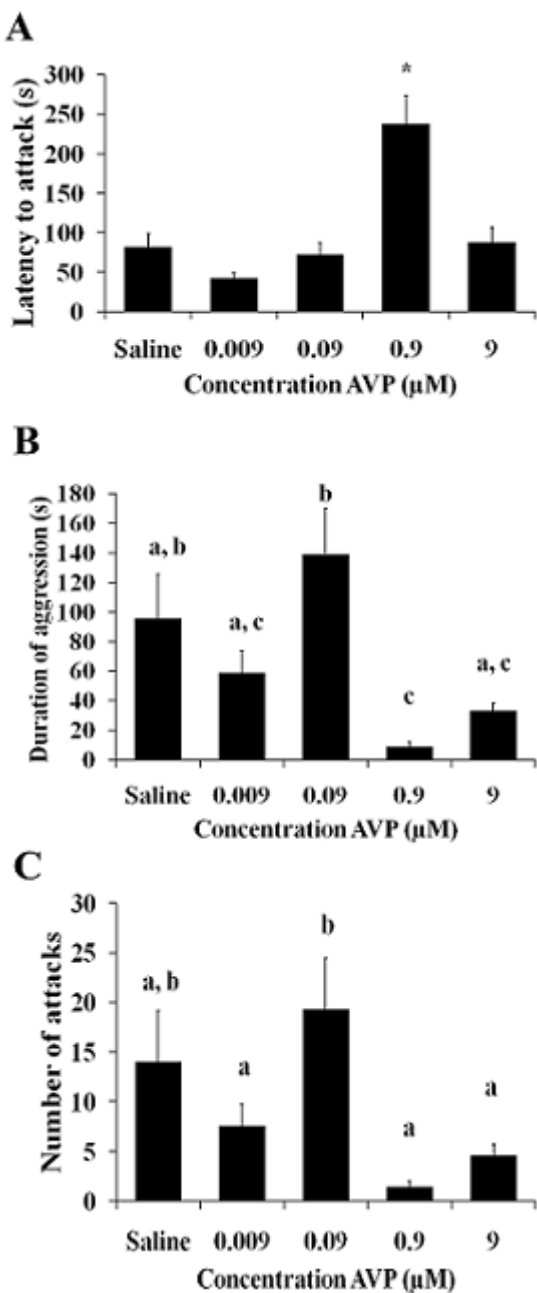 A
Latency to attack (s)
300
250
200
150
100
50
0
*
Saline 0.009 0.09 0.9 9
Concentration AVP (µM)
B
Duration of aggression (s)
180
160
140
120
100
80
60
40
20
0
a, b
a, c
b
c
a, c
Saline 0.009 0.09 0.9 9
Concentration AVP (µM)
C
Number of attacks
30
25
20
15
10
5
0
a, b
a
b
a
a
Saline 0.009 0.09 0.9 9
Concentration AVP (µM)